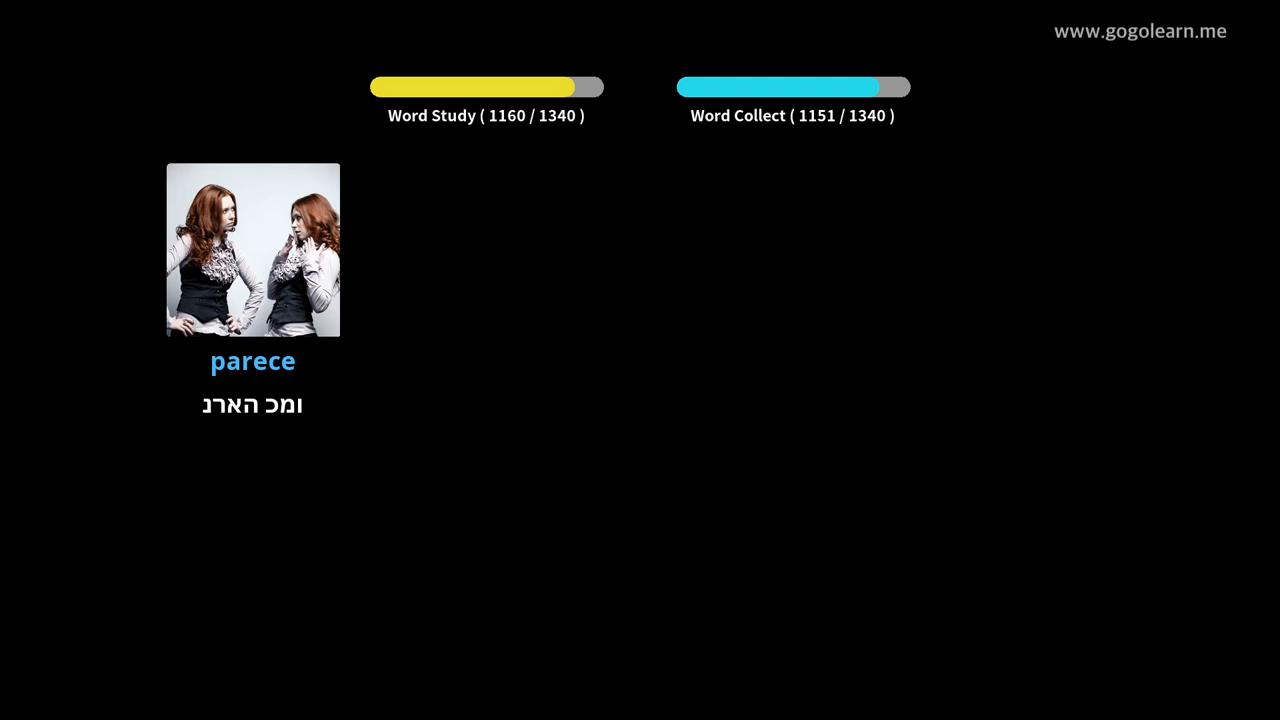 www.gogolearn.me
Word Study ( 1160 / 1340 )
Word Collect ( 1151 / 1340 )
parece
ומכ הארנ